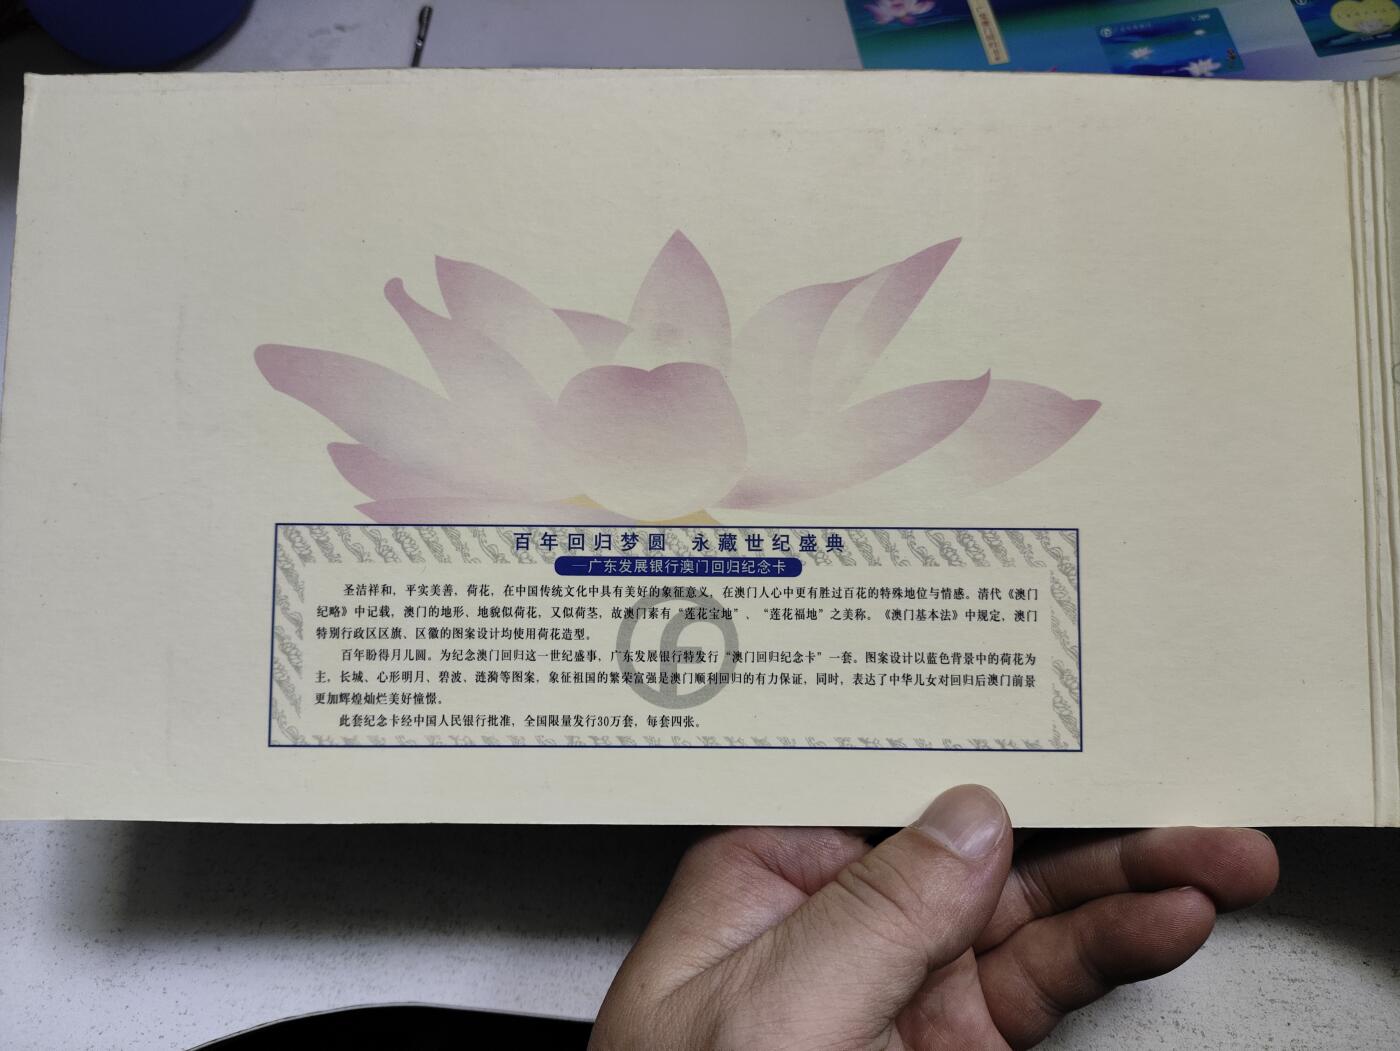 百年回归梦圆 永藏世纪盛典
—广东发展银行澳门回归纪念卡
圣洁祥和，平实美善，荷花，在中国传统文化中具有美好的象征意义，在澳门人心中更有胜过百花的特殊地位与情感。清代《澳门
纪略》中记载，澳门的地形、地貌似荷花，又似荷茎，故澳门素有“莲花宝地”、“莲花福地”之美称。《澳门基本法》中规定，澳门
特别行政区区旗、区徽的图案设计均使用荷花造型。
百年盼得月儿圆。为纪念澳门回归这一世纪盛事，广东发展银行特发行“澳门回归纪念卡”一套。图案设计以蓝色背景中的荷花为
主，长城、心形明月、碧波、涟漪等图案，象征祖国的繁荣富强是澳门顺利回归的有力保证，同时，表达了中华儿女对回归后澳门前景
更加辉煌灿烂美好憧憬。
此套纪念卡经中国人民银行批准，全国限量发行30万套，每套四张。